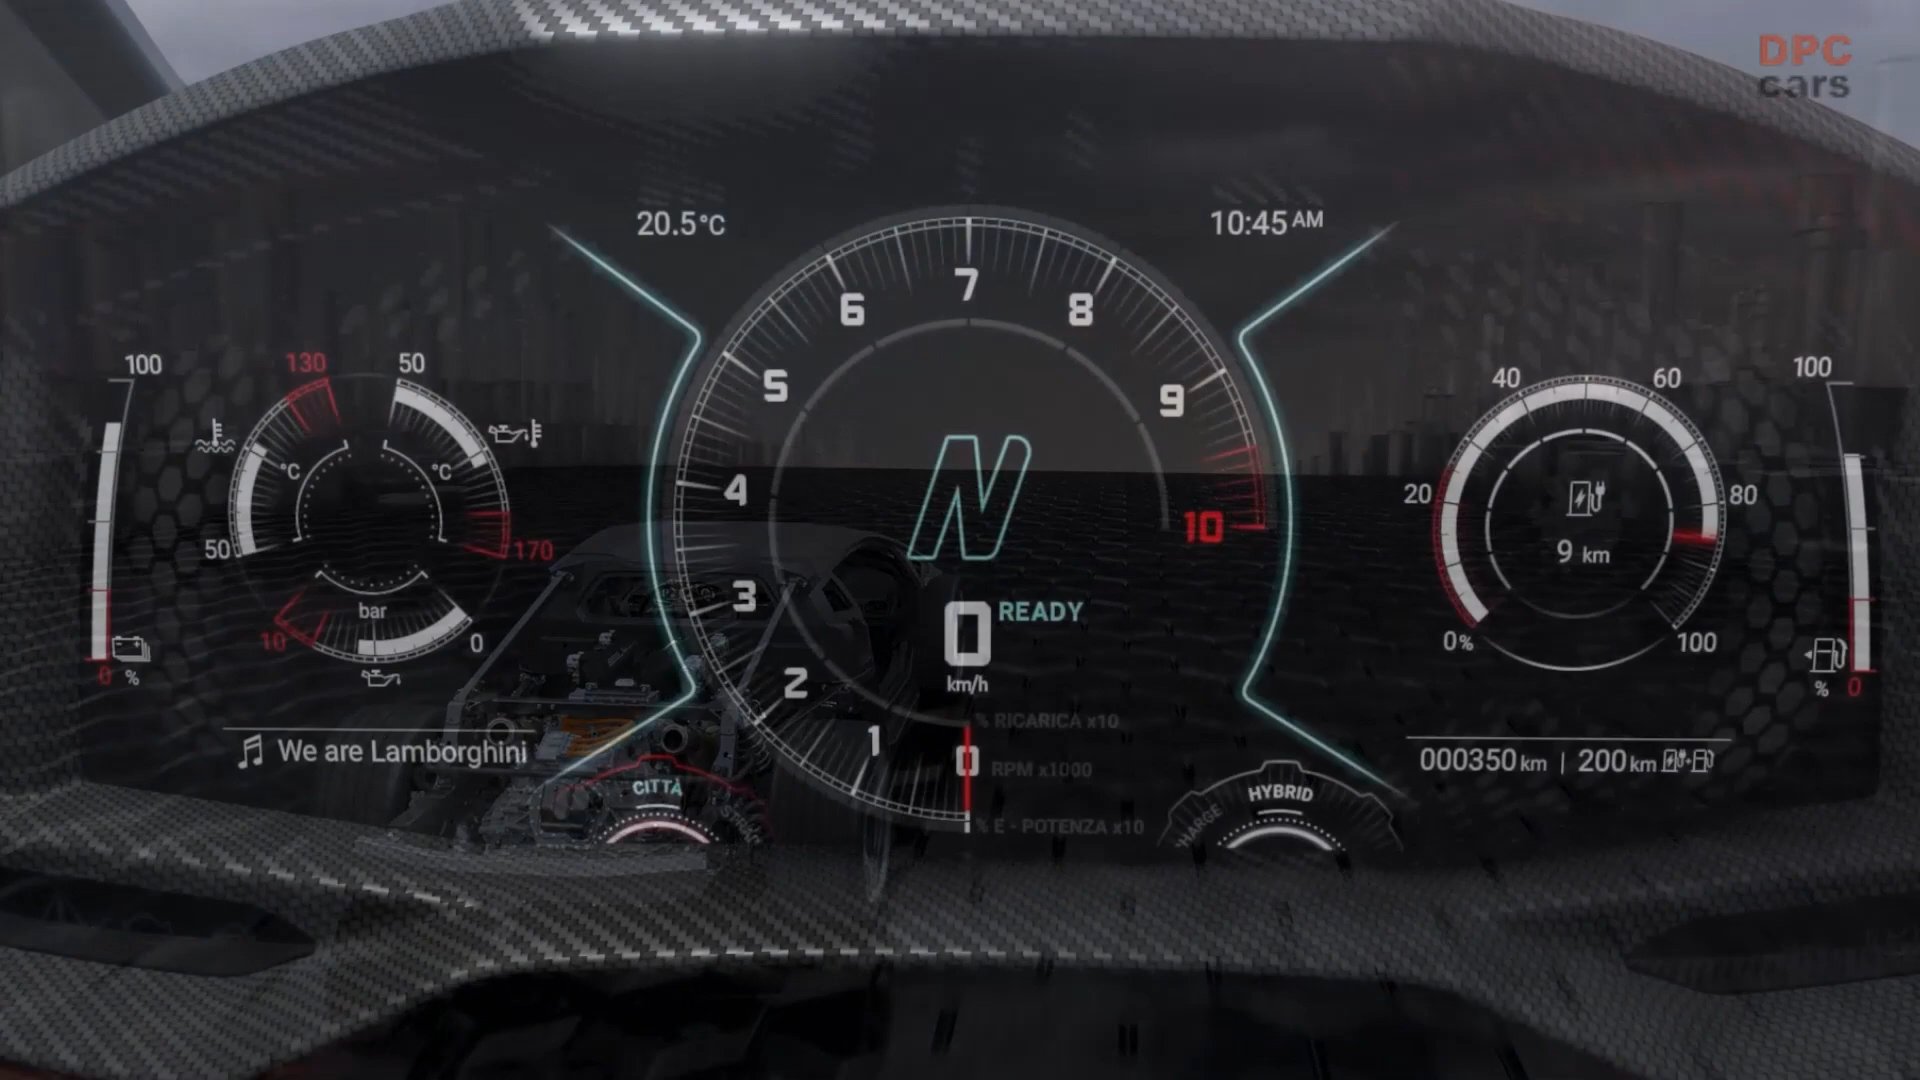 DPC
cars
20.5°C
10:45 AM
7
6
8
5
9
4
10
3
2
1
0
N
0 READY
km/h
% RICARICA x10
RPM x1000
% E - POTENZA x10
100
130
50
°C
°C
50
170
bar
10
0
0 %
♫ We are Lamborghini
CITTÀ
40
60
100
20
80
9 km
0%
100
% 0
000350 km | 200 km
HYBRID